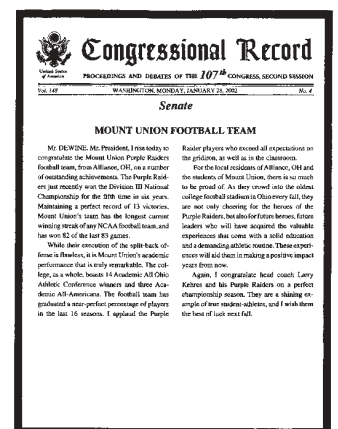 Congressional Record
United States
of America
PROCEEDINGS AND DEBATES OF THE 107th CONGRESS, SECOND SESSION
Vol. 148 WASHINGTON, MONDAY, JANUARY 28, 2002 No. 4
Senate
MOUNT UNION FOOTBALL TEAM
Mr. DEWINE. Mr. President, I rise today to
congratulate the Mount Union Purple Raiders
football team, from Alliance, OH, on a number
of outstanding achievements. The Purple Raid-
ers just recently won the Division III National
Championship for the fifth time in six years.
Maintaining a perfect record of 13 victories,
Mount Union's team has the longest current
winning streak of any NCAA football team, and
has won 82 of the last 83 games.
While their execution of the split-back of-
fense is flawless, it is Mount Union's academic
performance that is truly remarkable. The col-
lege, as a whole, boasts 14 Academic All Ohio
Athletic Conference winners and three Aca-
demic All-Americans. The football team has
graduated a near-perfect percentage of players
in the last 16 seasons. I applaud the Purple
Raider players who exceed all expectations on
the gridiron, as well as in the classroom.
For the local residents of Alliance, OH and
the students of Mount Union, there is so much
to be proud of. As they crowd into the oldest
college football stadium in Ohio every fall, they
are not only cheering for the heroes of the
Purple Raiders, but also for future heroes, future
leaders who will have acquired the valuable
experiences that come with a solid education
and a demanding athletic routine. These experi-
ences will aid them in making a positive impact
years from now.
Again, I congratulate head coach Larry
Kehres and his Purple Raiders on a perfect
championship season. They are a shining ex-
ample of true student-athletes, and I wish them
the best of luck next fall.